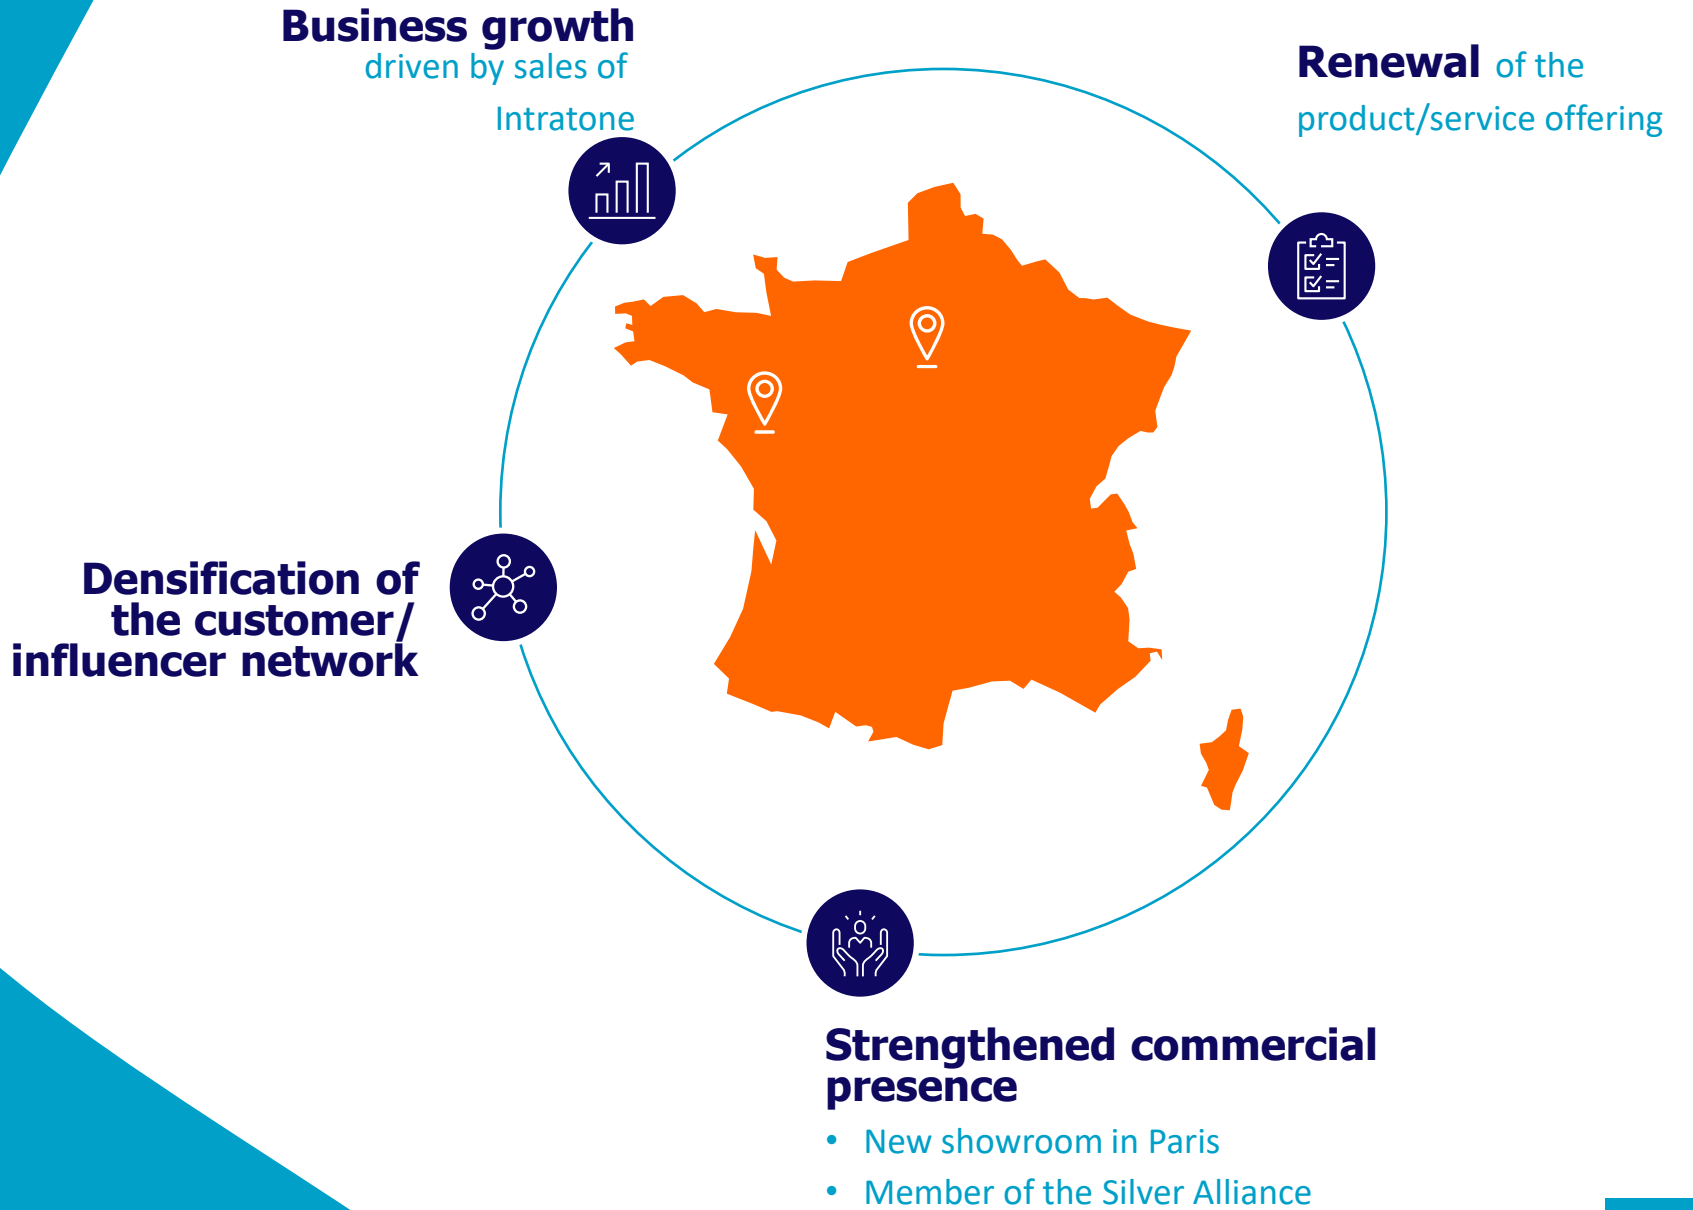 Business growth
driven by sales of
Intratone
Renewal of the
product/service offering
Densification of
the customer/
influencer network
Strengthened commercial
presence
• New showroom in Paris
• Member of the Silver Alliance